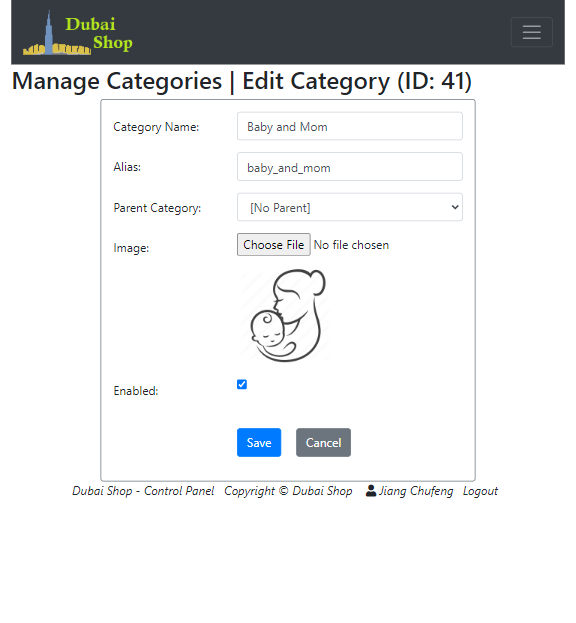 Dubai
Shop
Manage Categories | Edit Category (ID: 41)
Category Name: Baby and Mom
Alias: baby_and_mom
Parent Category: [No Parent]
Image: Choose File No file chosen
Enabled:
Save Cancel
Dubai Shop - Control Panel Copyright © Dubai Shop Jiang Chufeng Logout